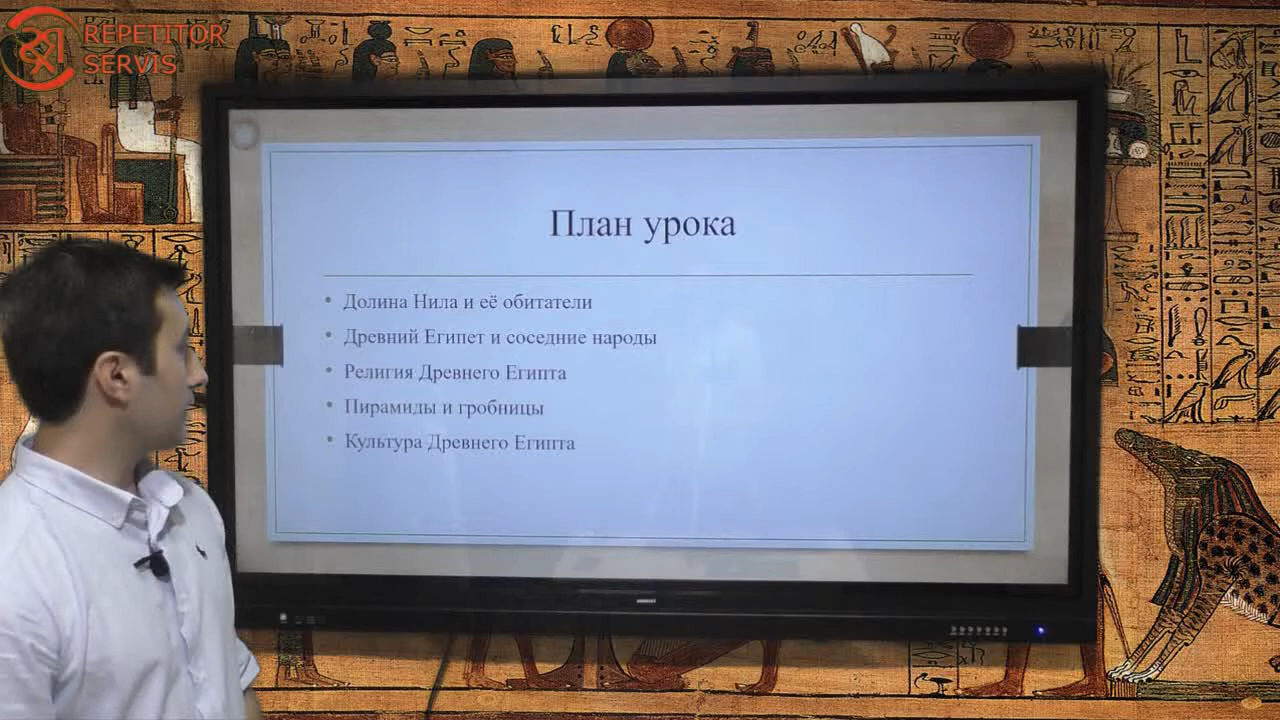 REPETITOR
SERVIS
План урока
• Долина Нила и её обитатели
• Древний Египет и соседние народы
• Религия Древнего Египта
• Пирамиды и гробницы
• Культура Древнего Египта